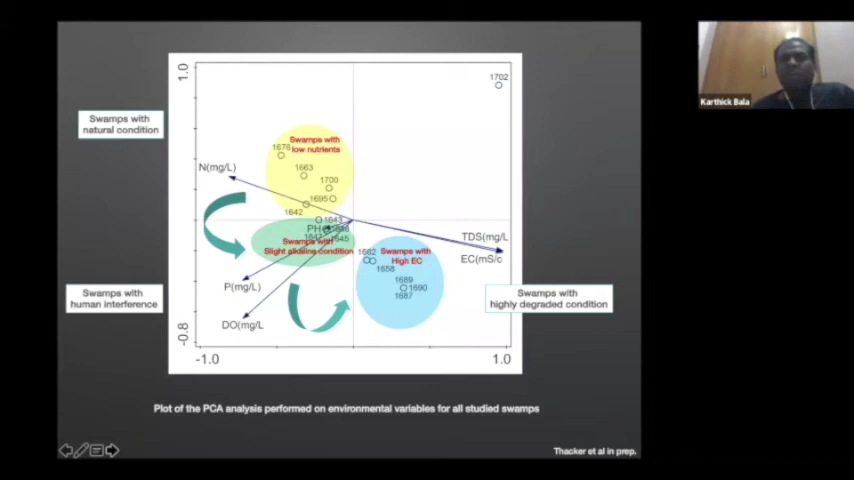 1702
Karthick Bala
1.0
Swamps with
natural condition
Swamps with
low nutrients
1676
1663
N(mg/L)
1700
1695
1642
1643
PH
1645
Swamps with
Slight alkaline condition
TDS(mg/L
EC(mS/c
1662
Swamps with
High EC
1658
1689
1690
1687
P(mg/L)
Swamps with
human interference
Swamps with
highly degraded condition
DO(mg/L
-0.8
-1.0
1.0
Plot of the PCA analysis performed on environmental variables for all studied swamps
Thacker et al in prep.